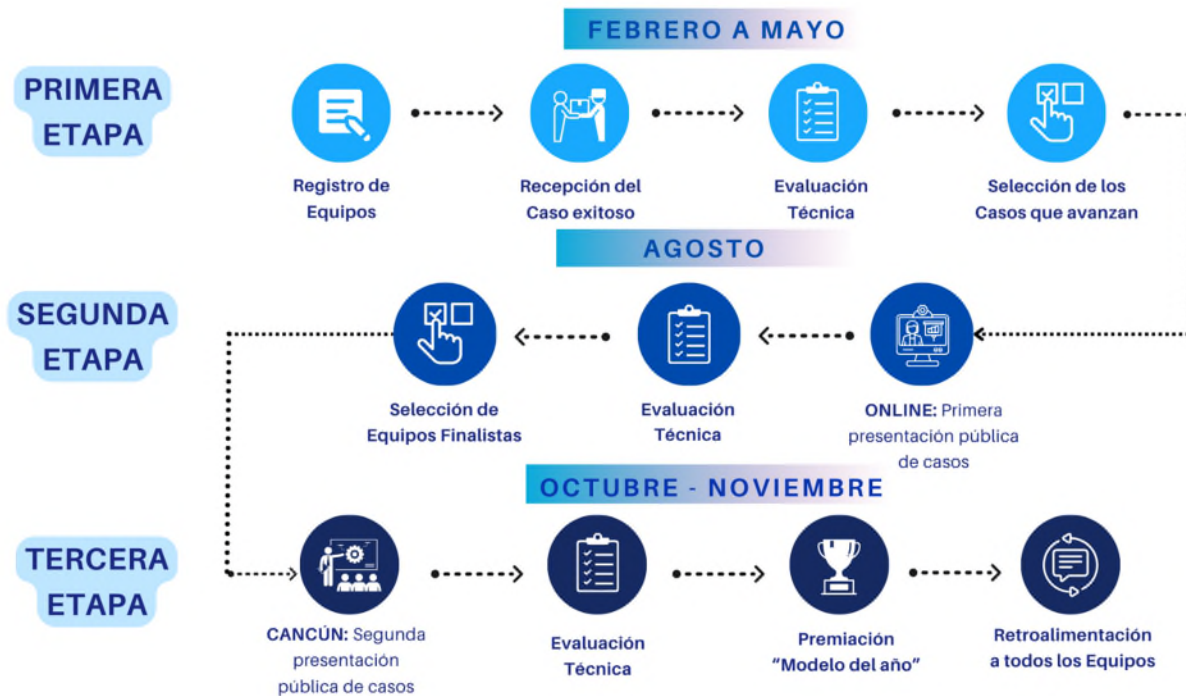 FEBRERO A MAYO
PRIMERA
ETAPA
Registro de
Equipos
Recepción del
Caso exitoso
Evaluación
Técnica
Selección de los
Casos que avanzan
AGOSTO
SEGUNDA
ETAPA
Selección de
Equipos Finalistas
Evaluación
Técnica
ONLINE: Primera
presentación pública
de casos
OCTUBRE - NOVIEMBRE
TERCERA
ETAPA
CANCÚN: Segunda
presentación
pública de casos
Evaluación
Técnica
Premiación
“Modelo del año”
Retroalimentación
a todos los Equipos